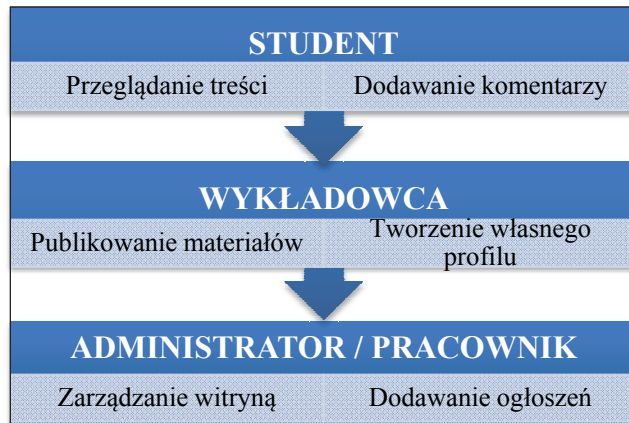 STUDENT
Przeglądanie treści
Dodawanie komentarzy
WYKŁADOWCA
Publikowanie materiałów
Tworzenie własnego
profilu
ADMINISTRATOR / PRACOWNIK
Zarządzanie witryną
Dodawanie ogłoszeń